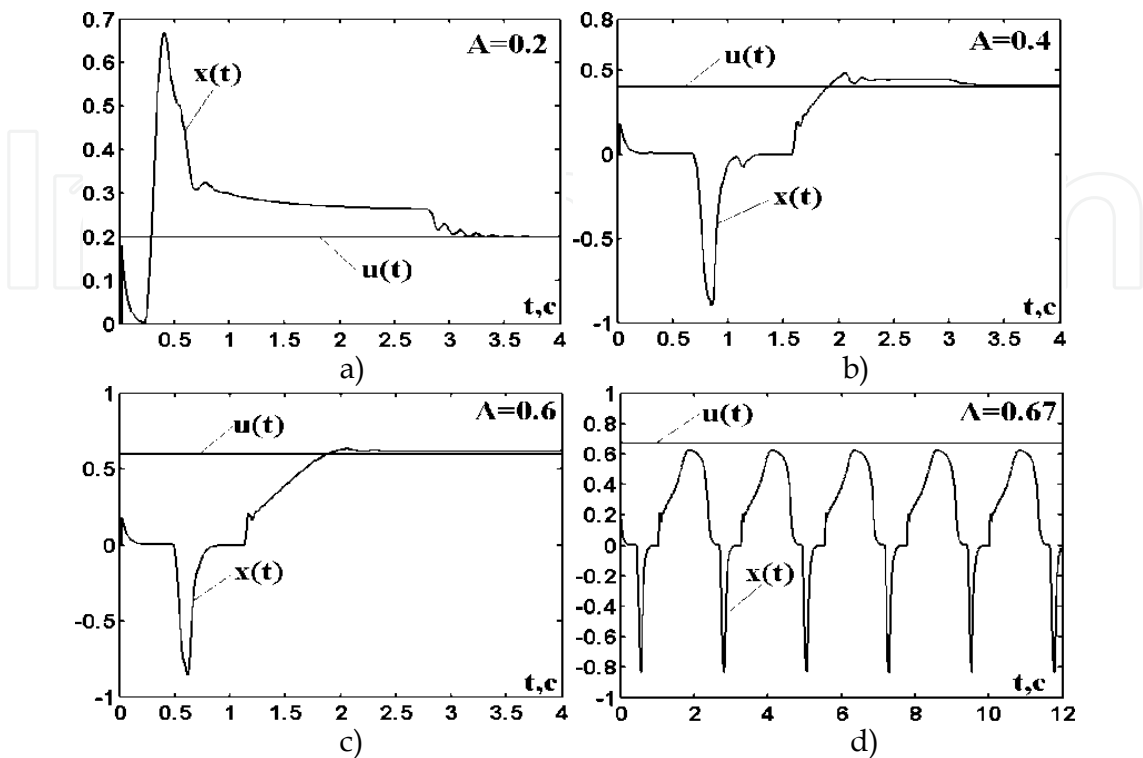 0.7
0.6
0.5
0.4
0.3
0.2
0.1
0
A=0.2
x(t)
u(t)
t,c
0.5 1 1.5 2 2.5 3 3.5 4
a)
0.8
0.5
0
-0.5
-1
A=0.4
u(t)
x(t)
t,c
0 0.5 1 1.5 2 2.5 3 3.5 4
b)
1
0.5
0
-0.5
-1
A=0.6
u(t)
x(t)
t,c
0 0.5 1 1.5 2 2.5 3 3.5 4
c)
1
0.8
0.6
0.4
0.2
0
-0.2
-0.4
-0.6
-0.8
-1
A=0.67
u(t)
x(t)
t,c
0 2 4 6 8 10 12
d)